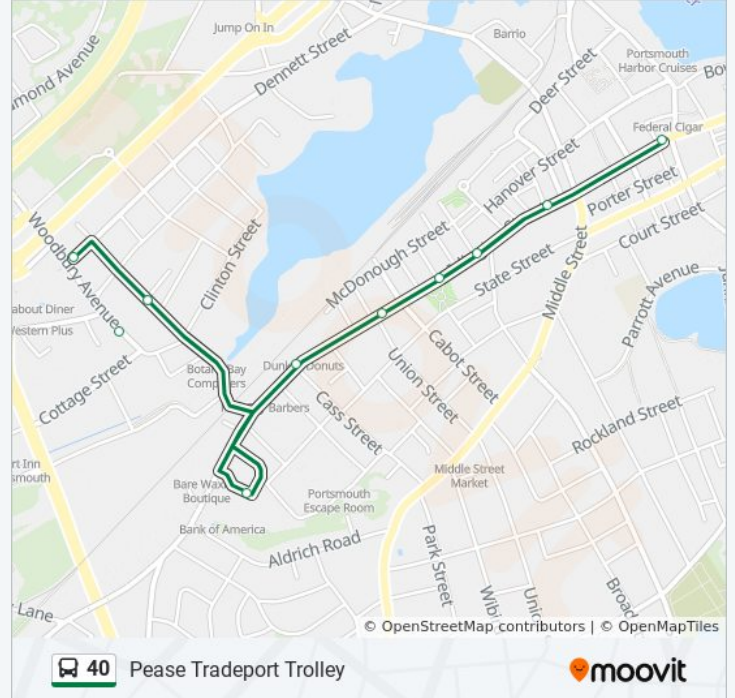 Jump On In
Barrio
Portsmouth
Harbor Cruises
Dennett Street
Deer Street
Federal Cigar
Hanover Street
Porter Street
Woodbury Avenue
Clinton Street
McDonough Street
State Street
Court Street
Middle Street
Parrott Avenue
Cottage Street
Cabot Street
Union Street
Barbers
Cass Street
Rockland Street
Bare Wax
Boutique
Portsmouth
Escape Room
Middle Street
Market
Bank of America
Aldrich Road
Park Street
Lane
© OpenStreetMap contributors | © OpenMapTiles
40 Pease Tradeport Trolley
moovit